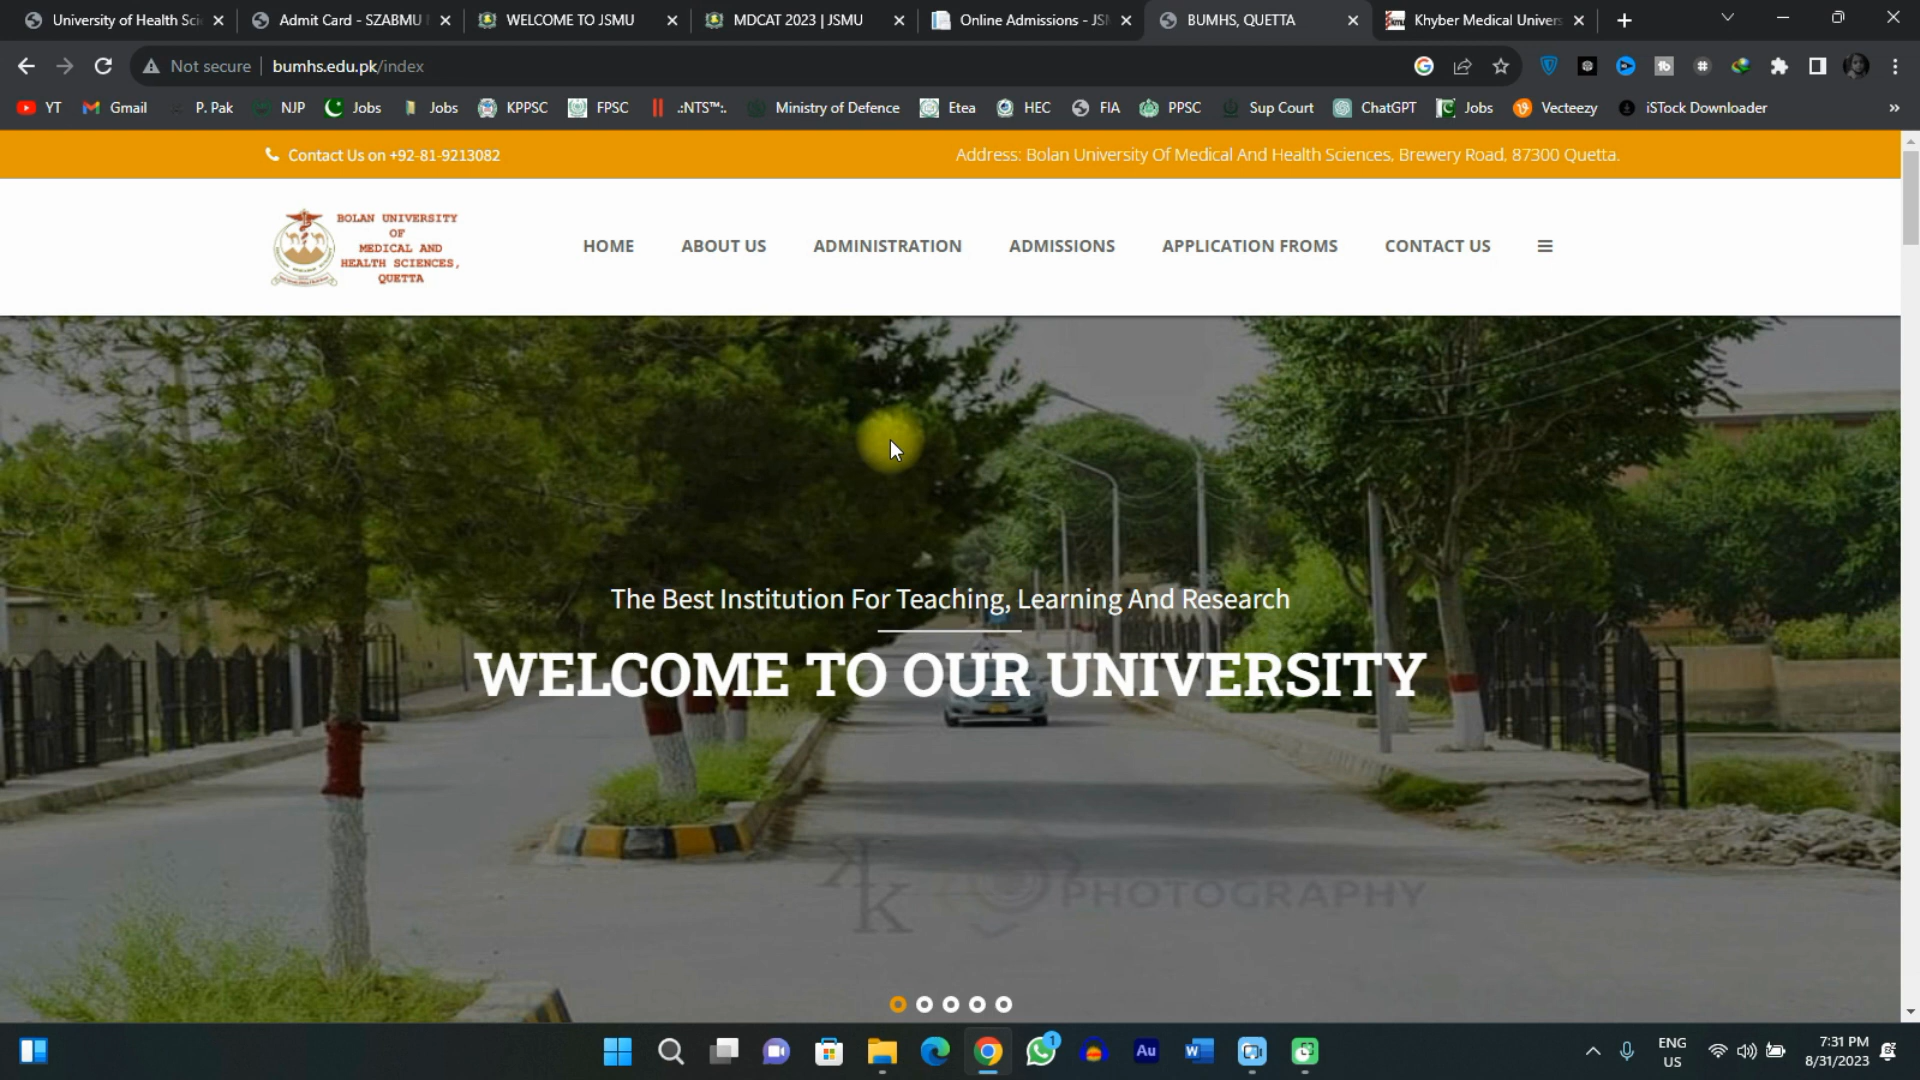 University of Health Sci
Admit Card - SZABMU
WELCOME TO JSMU
MDCAT 2023 | JSMU
Online Admissions - JS
BUMHS, QUETTA
Khyber Medical Univers
Not secure
bumhs.edu.pk/index
YT
Gmail
P. Pak
NJP
Jobs
Jobs
KPPSC
FPSC
.:NTS™:.
Ministry of Defence
Etea
HEC
FIA
PPSC
Sup Court
ChatGPT
Jobs
Vecteezy
iSTock Downloader
Contact Us on +92-81-9213082
Address: Bolan University Of Medical And Health Sciences, Brewery Road, 87300 Quetta.
BOLAN UNIVERSITY
OF
MEDICAL AND
HEALTH SCIENCES,
QUETTA
HOME
ABOUT US
ADMINISTRATION
ADMISSIONS
APPLICATION FROMS
CONTACT US
The Best Institution For Teaching, Learning And Research
WELCOME TO OUR UNIVERSITY
PHOTOGRAPHY
Au
ENG
US
7:31 PM
8/31/2023